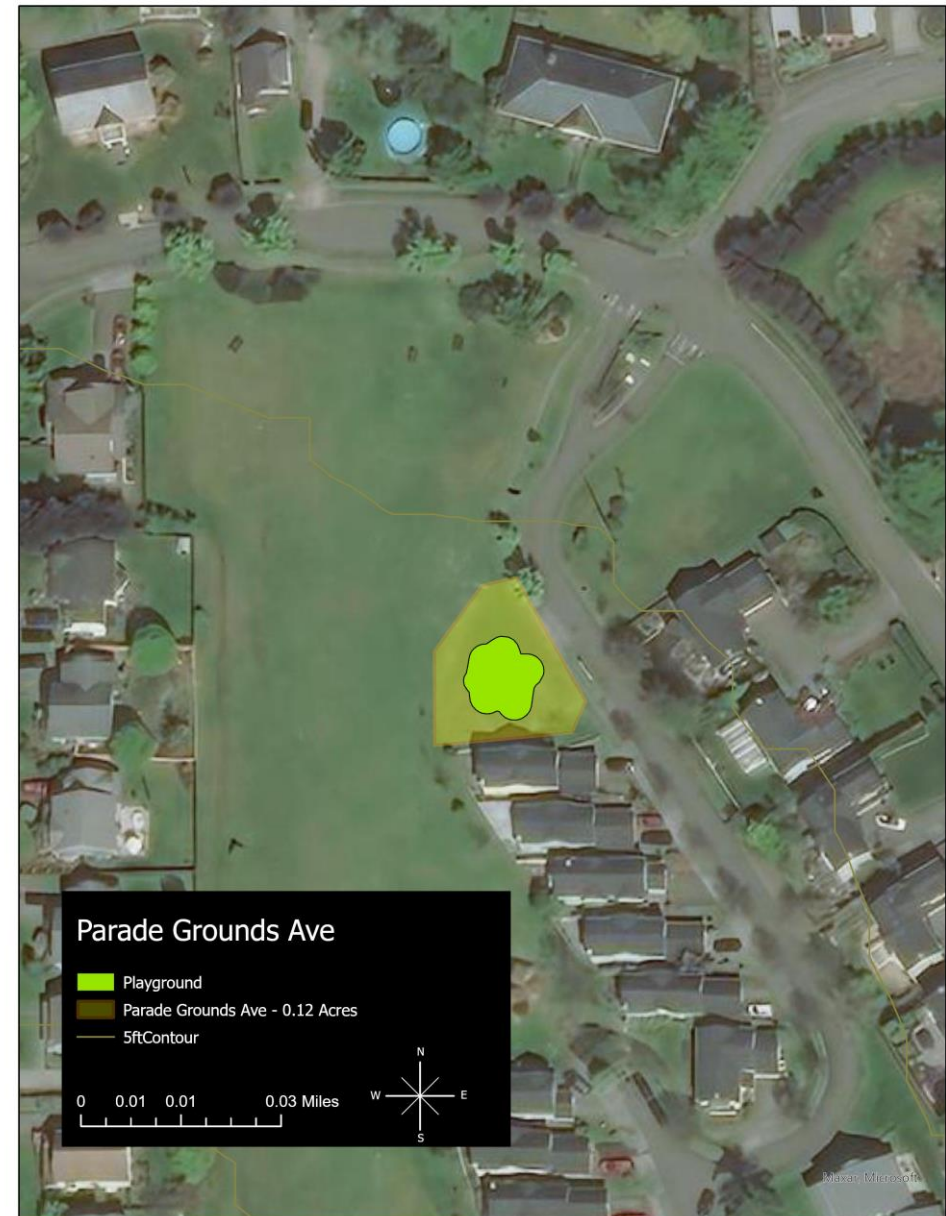 Parade Grounds Ave
Playground
Parade Grounds Ave - 0.12 Acres
5ftContour
0 0.01 0.01 0.03 Miles
N
W E
S
Maxar, Microsoft